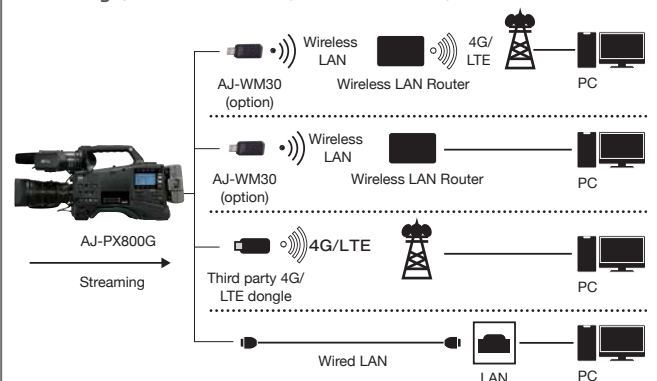 Wireless
LAN
4G/
LTE
AJ-WM30
(option)
Wireless LAN Router
PC
Wireless
LAN
AJ-WM30
(option)
Wireless LAN Router
PC
AJ-PX800G
Streaming
4G/LTE
Third party 4G/
LTE dongle
PC
Wired LAN
LAN
PC